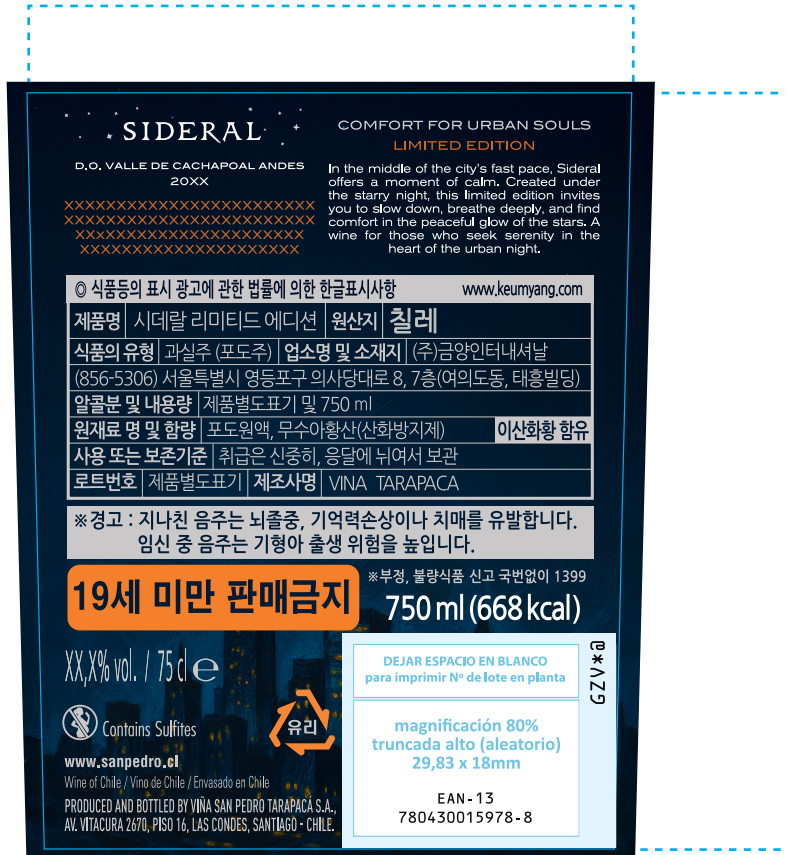 SIDERAL
D.O. VALLE DE CACHAPOAL ANDES
20XX
XXXXXXXXXXXXXXXXXXXXXXXX
XXXXXXXXXXXXXXXXXXXXXXXX
XXXXXXXXXXXXXXXXXXXXXX
XXXXXXXXXXXXXXXXXXXXX
COMFORT FOR URBAN SOULS
LIMITED EDITION
In the middle of the city's fast pace, Sideral
offers a moment of calm. Created under
the starry night, this limited edition invites
you to slow down, breathe deeply, and find
comfort in the peaceful glow of the stars. A
wine for those who seek serenity in the
heart of the urban night.
◎ 식품등의 표시 광고에 관한 법률에 의한 한글표시사항 www.keumyang.com
제품명 시데랄 리미티드 에디션 원산지 칠레
식품의 유형 과실주 (포도주) 업소명 및 소재지 (주)금양인터내셔날
(856-5306) 서울특별시 영등포구 의사당대로 8, 7층(여의도동, 태흥빌딩)
알콜분 및 내용량 제품별도표기 및 750 ml
원재료 명 및 함량 포도원액, 무수아황산(산화방지제) 이산화황 함유
사용 또는 보존기준 취급은 신중히, 응달에 뉘여서 보관
로트번호 제품별도표기 제조사명 VINA TARAPACA
※경고 : 지나친 음주는 뇌졸중, 기억력손상이나 치매를 유발합니다.
임신 중 음주는 기형아 출생 위험을 높입니다.
19세 미만 판매금지
※부정, 불량식품 신고 국번없이 1399
750 ml (668 kcal)
XX,X% vol. / 75 cl e
Contains Sulfites
유리
www.sanpedro.cl
Wine of Chile / Vino de Chile / Envasado en Chile
PRODUCED AND BOTTLED BY VIÑA SAN PEDRO TARAPACÁ S.A.,
AV. VITACURA 2670, PISO 16, LAS CONDES, SANTIAGO - CHILE.
DEJAR ESPACIO EN BLANCO
para imprimir Nº de lote en planta
magnificación 80%
truncada alto (aleatorio)
29,83 x 18mm
EAN-13
780430015978-8
GZV*@